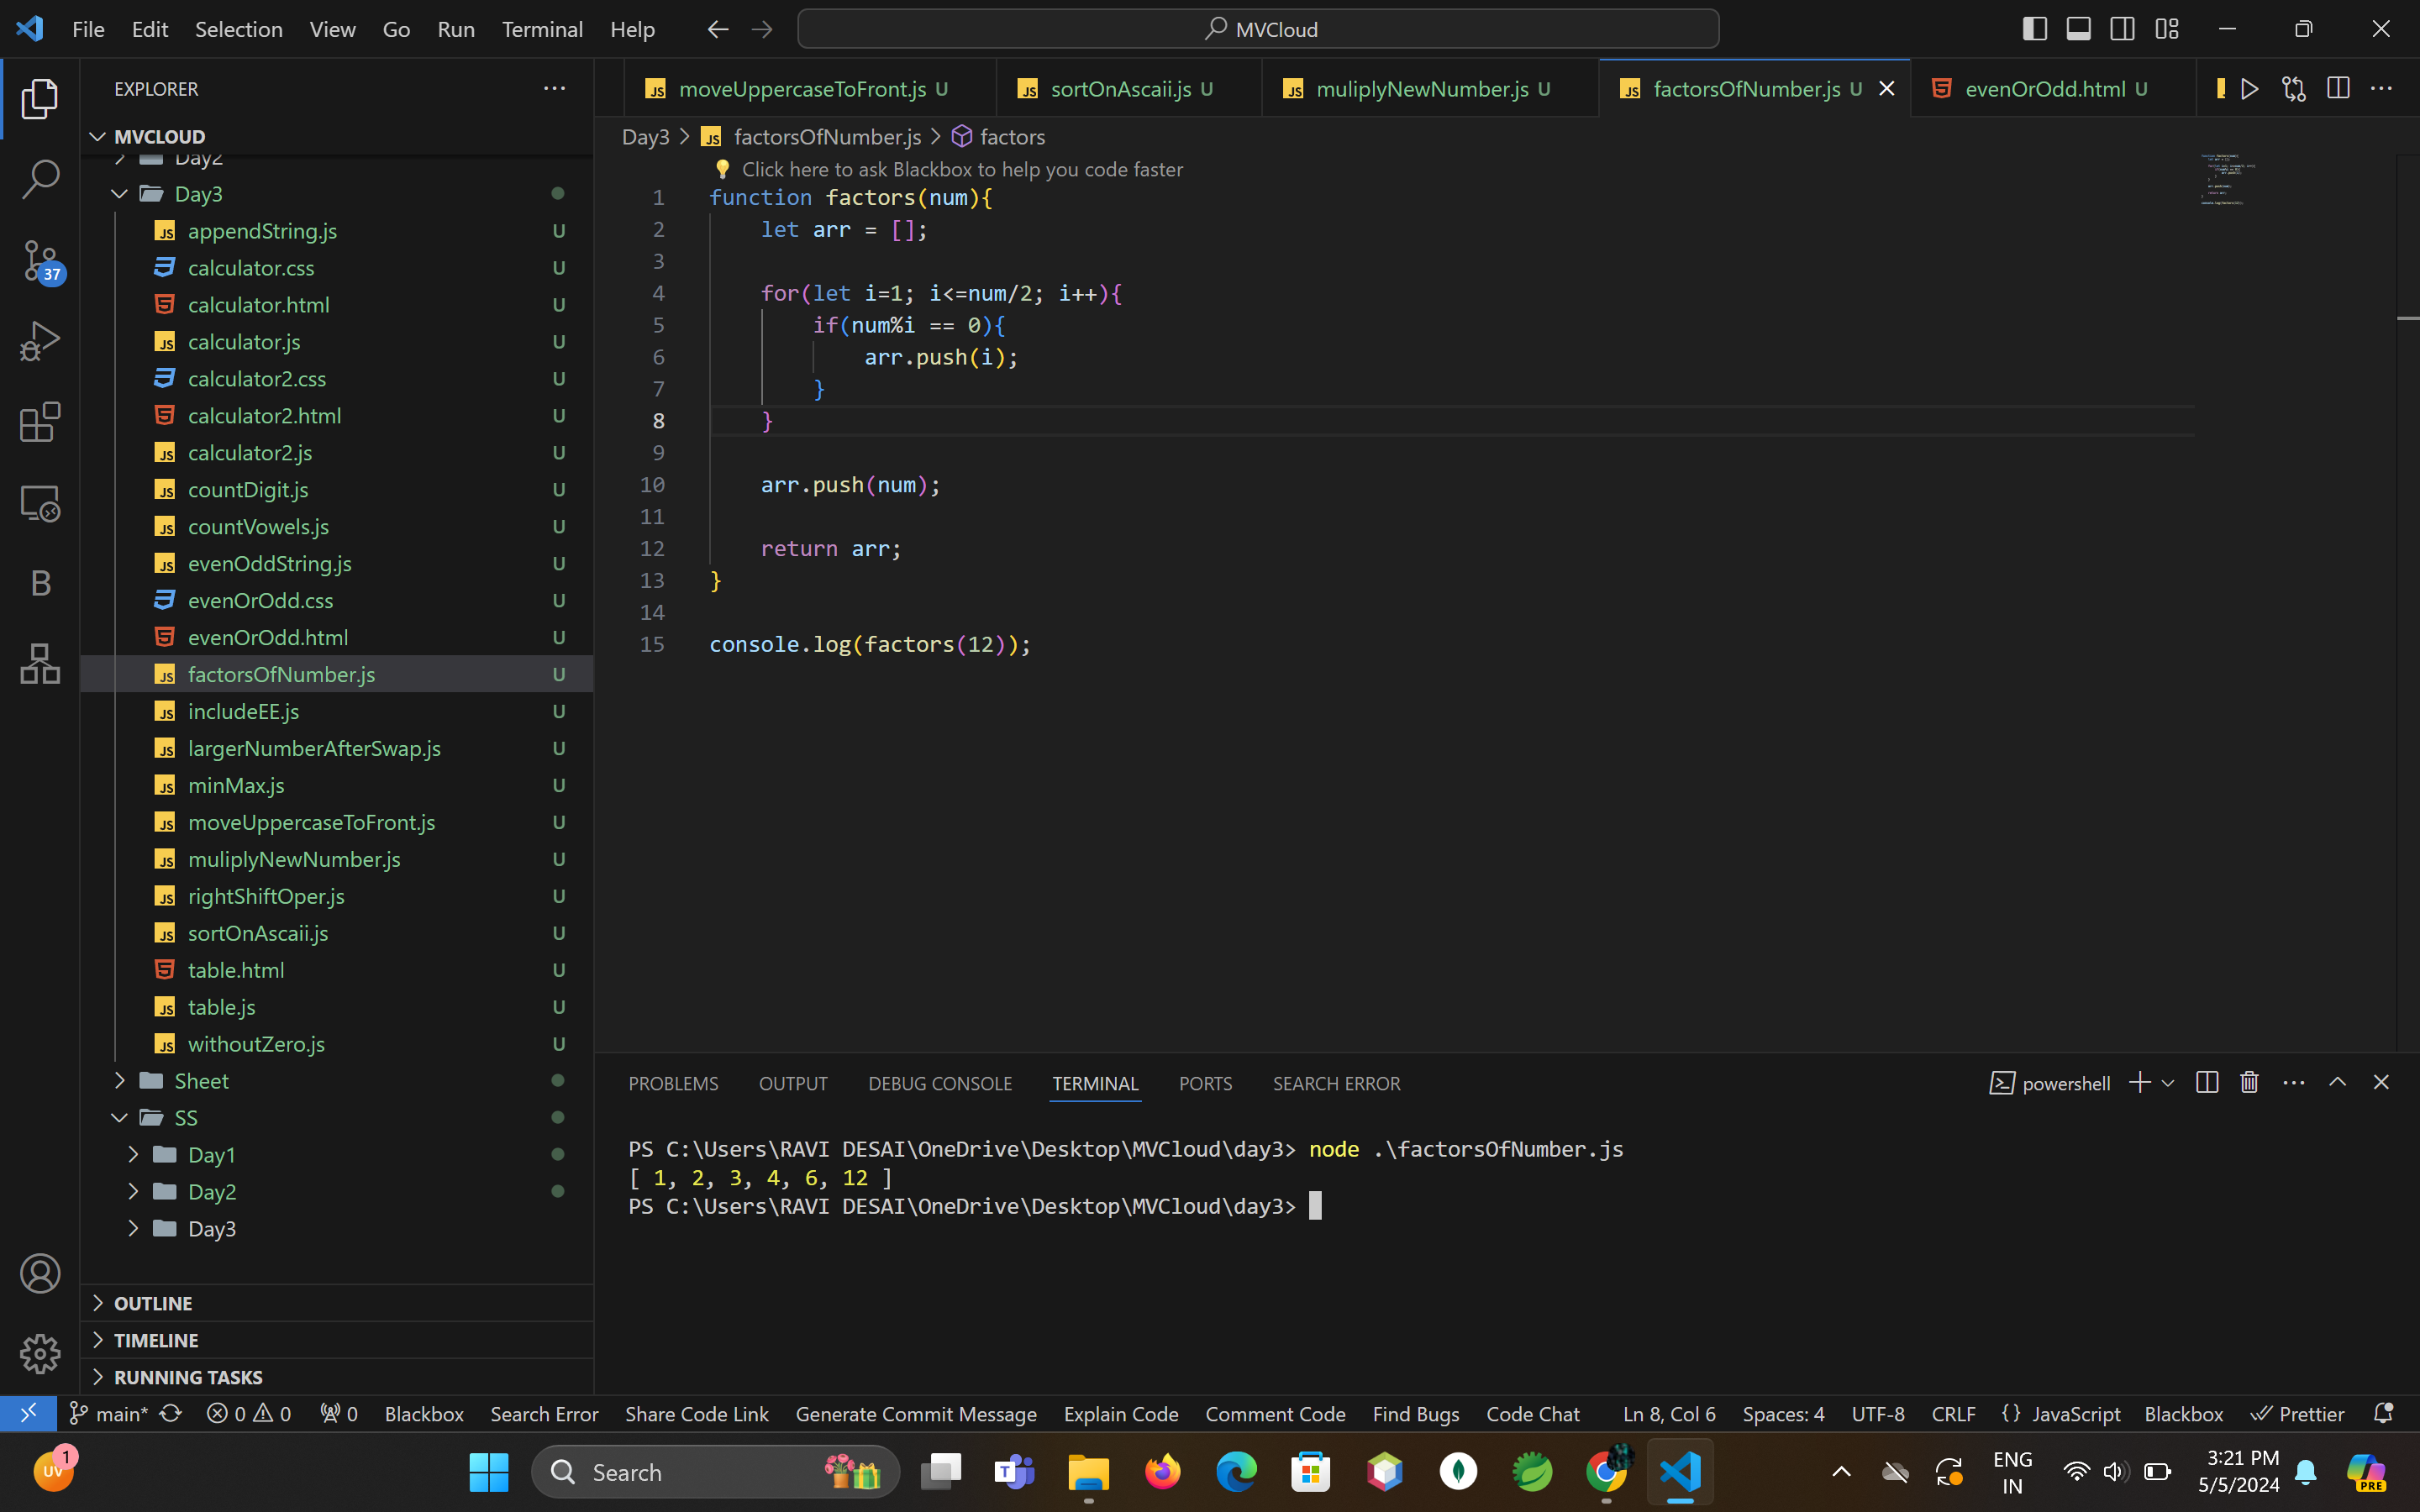 File Edit Selection View Go Run Terminal Help
MVCloud
EXPLORER
MVCLOUD
Day2
Day3
appendString.js U
calculator.css U
calculator.html U
calculator.js U
calculator2.css U
calculator2.html U
calculator2.js U
countDigit.js U
countVowels.js U
evenOddString.js U
evenOrOdd.css U
evenOrOdd.html U
factorsOfNumber.js U
includeEE.js U
largerNumberAfterSwap.js U
minMax.js U
moveUppercaseToFront.js U
muliplyNewNumber.js U
rightShiftOper.js U
sortOnAscaii.js U
table.html U
table.js U
withoutZero.js U
Sheet
SS
Day1
Day2
Day3
OUTLINE
TIMELINE
RUNNING TASKS
37
B
moveUppercaseToFront.js U sortOnAscaii.js U muliplyNewNumber.js U factorsOfNumber.js U evenOrOdd.html U
Day3 > factorsOfNumber.js > factors
Click here to ask Blackbox to help you code faster
1 function factors(num){
2 let arr = [];
3
4 for(let i=1; i<=num/2; i++){
5 if(num%i == 0){
6 arr.push(i);
7 }
8 }
9
10 arr.push(num);
11
12 return arr;
13 }
14
15 console.log(factors(12));
PROBLEMS OUTPUT DEBUG CONSOLE TERMINAL PORTS SEARCH ERROR
powershell
PS C:\Users\RAVI DESAI\OneDrive\Desktop\MVCloud\day3> node .\factorsOfNumber.js
[ 1, 2, 3, 4, 6, 12 ]
PS C:\Users\RAVI DESAI\OneDrive\Desktop\MVCloud\day3>
main* 0 0 0 Blackbox Search Error Share Code Link Generate Commit Message Explain Code Comment Code Find Bugs Code Chat Ln 8, Col 6 Spaces: 4 UTF-8 CRLF {} JavaScript Blackbox Prettier
UV 1
Search
ENG
IN
3:21 PM
5/5/2024
PRE